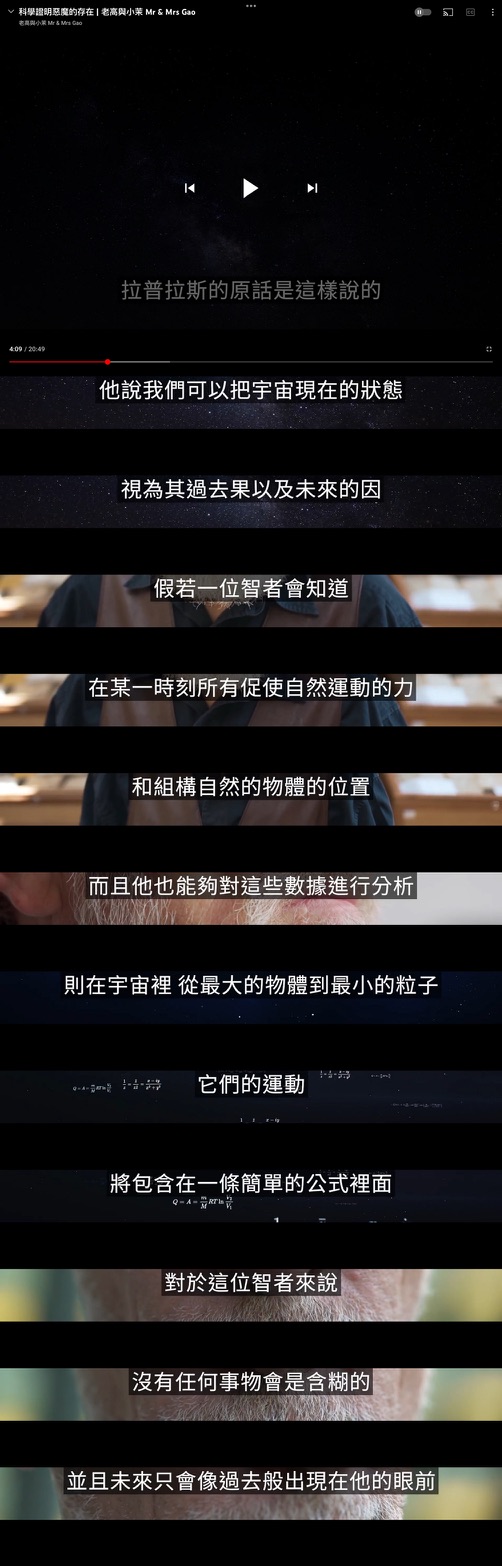 科學證明惡魔的存在 | 老高與小茉 Mr & Mrs Gao
老高與小茉 Mr & Mrs Gao
拉普拉斯的原話是這樣說的
4:09 / 20:49
他說我們可以把宇宙現在的狀態
視為其過去果以及未來的因
假若一位智者會知道
在某一時刻所有促使自然運動的力
和組構自然的物體的位置
而且他也能夠對這些數據進行分析
則在宇宙裡 從最大的物體到最小的粒子
它們的運動
將包含在一條簡單的公式裡面
Q = A = m/M RT ln V₂/V₁
對於這位智者來說
沒有任何事物會是含糊的
並且未來只會像過去般出現在他的眼前